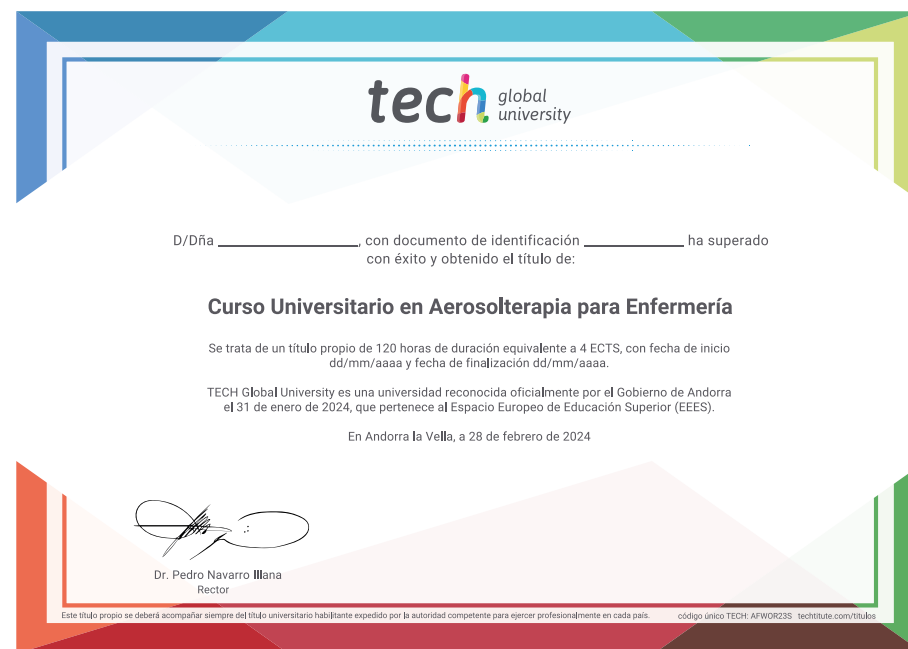 tech global university
D/Dña ______________, con documento de identificación __________ ha superado
con éxito y obtenido el título de:
Curso Universitario en Aerosolterapia para Enfermería
Se trata de un título propio de 120 horas de duración equivalente a 4 ECTS, con fecha de inicio
dd/mm/aaaa y fecha de finalización dd/mm/aaaa.
TECH Global University es una universidad reconocida oficialmente por el Gobierno de Andorra
el 31 de enero de 2024, que pertenece al Espacio Europeo de Educación Superior (EEES).
En Andorra la Vella, a 28 de febrero de 2024
Dr. Pedro Navarro Illana
Rector
Este título propio se deberá acompañar siempre del título universitario habilitante expedido por la autoridad competente para ejercer profesionalmente en cada país. código único TECH: AFWOR23S techtitute.com/titulos